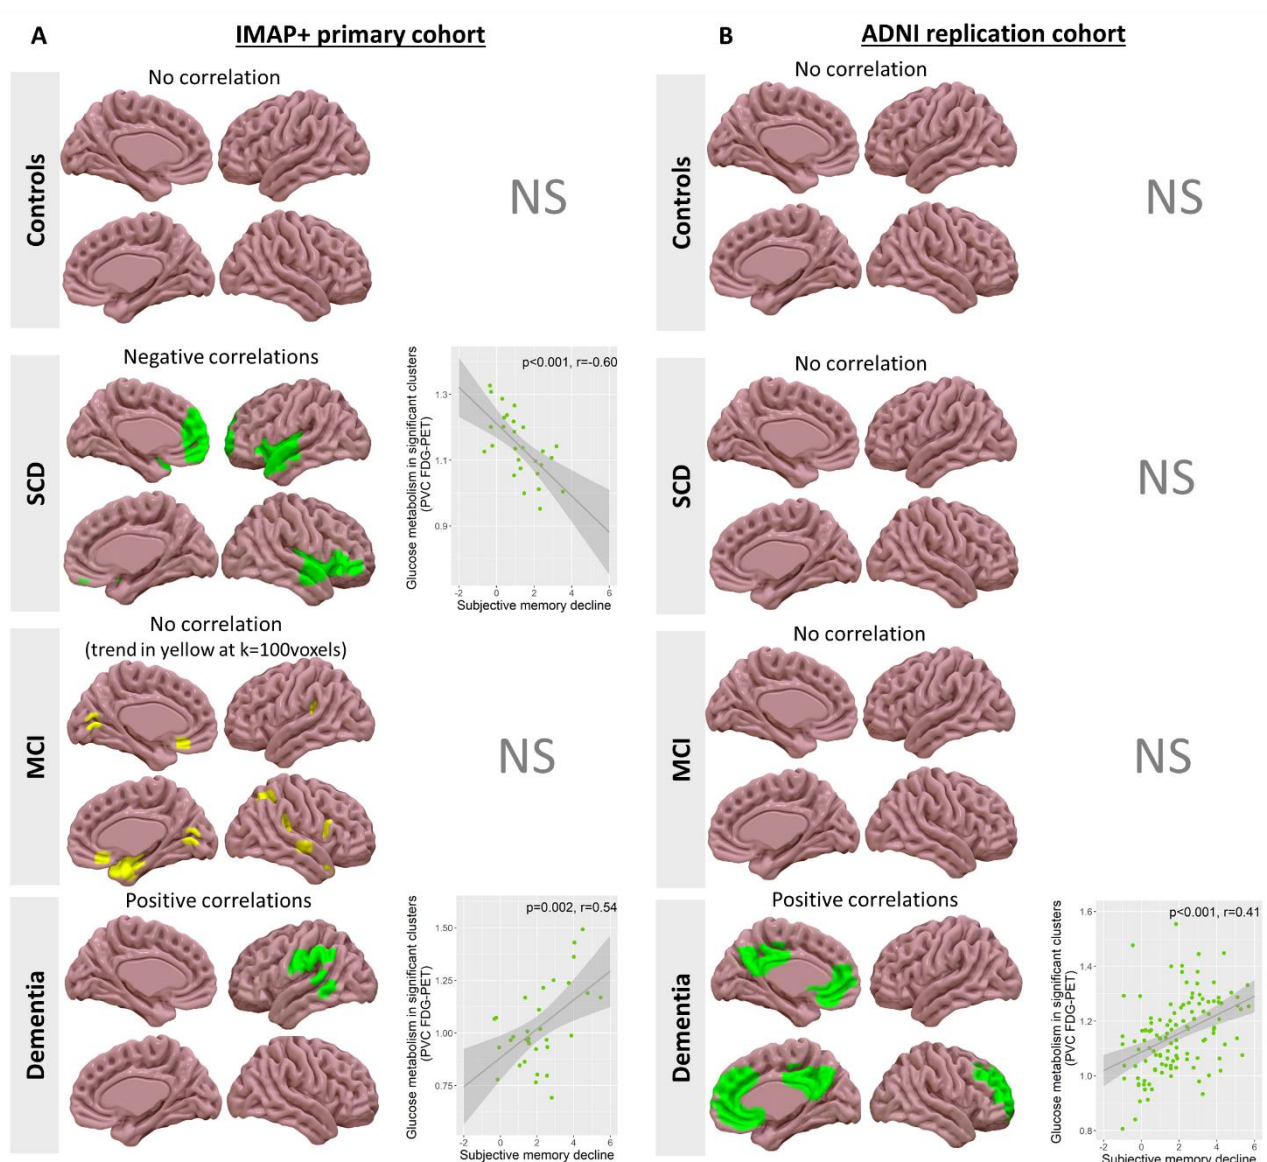 A
IMAP+ primary cohort
Controls
No correlation
NS
SCD
Negative correlations
Glucose metabolism in significant clusters
(PVC FDG-PET)
p<0.001, r=-0.60
1.3
1.1
0.9
-2 0 2 4 6
Subjective memory decline
MCI
No correlation
(trend in yellow at k=100voxels)
NS
Dementia
Positive correlations
Glucose metabolism in significant clusters
(PVC FDG-PET)
p=0.002, r=0.54
1.50
1.25
1.00
0.75
-2 0 2 4 6
Subjective memory decline
B
ADNI replication cohort
Controls
No correlation
NS
SCD
No correlation
NS
MCI
No correlation
NS
Dementia
Positive correlations
Glucose metabolism in significant clusters
(PVC FDG-PET)
p<0.001, r=0.41
1.6
1.4
1.2
1.0
0.8
-2 0 2 4 6
Subjective memory decline